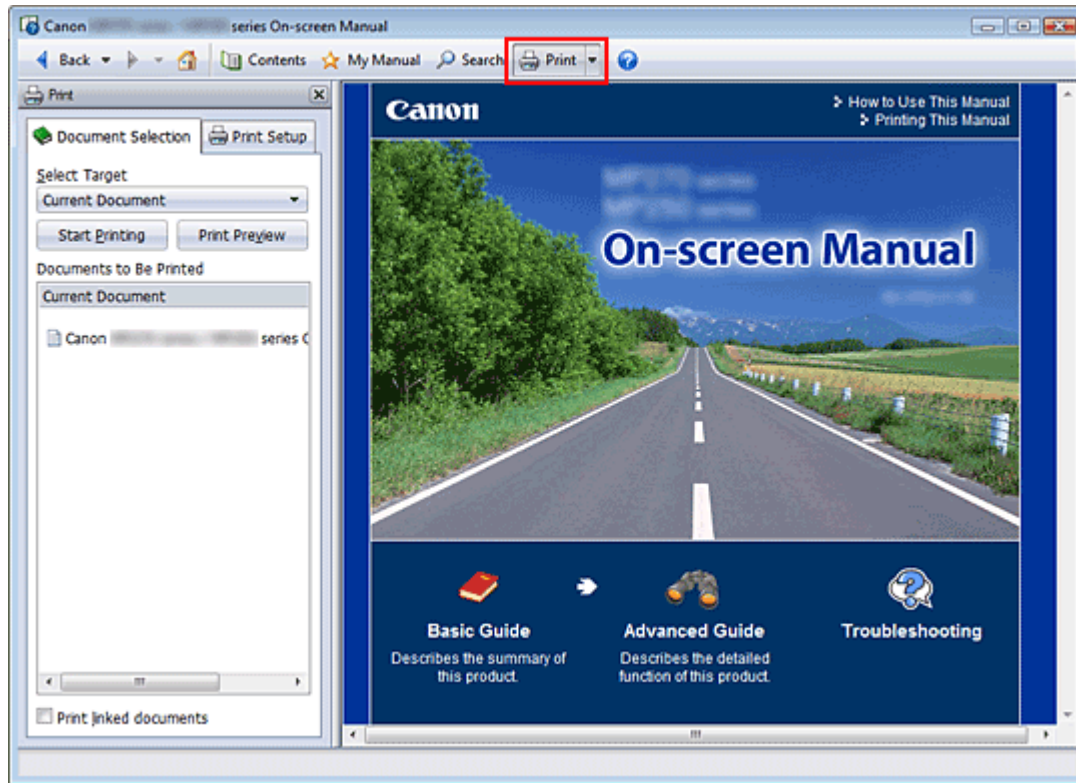 Canon series On-screen Manual
Back Contents My Manual Search Print
Print
Document Selection Print Setup
Select Target
Current Document
Start Printing Print Preview
Documents to Be Printed
Current Document
Canon series
Print linked documents
Canon
How to Use This Manual
Printing This Manual
series
series
On-screen Manual
Basic Guide
Describes the summary of
this product.
Advanced Guide
Describes the detailed
function of this product.
Troubleshooting